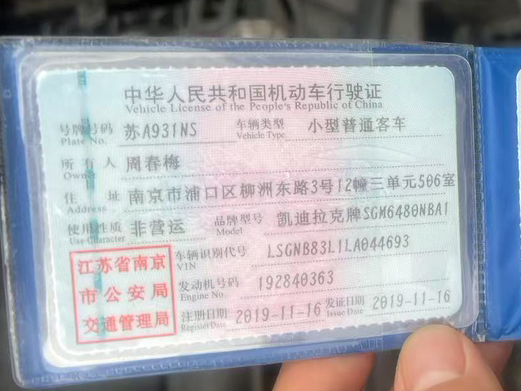 中华人民共和国机动车行驶证
Vehicle License of the People's Republic of China
号牌号码 苏A931NS 车辆类型 小型普通客车
Plate No. Vehicle Type
所有人 周春梅
Owner
住址 南京市浦口区柳洲东路3号12幢三单元506室
Address
使用性质 非营运 品牌型号 凯迪拉克牌SGM6480NBA1
Use Character Model
江苏省南京市公安局交通管理局
车辆识别代号 LSGNB83L1LA044693
VIN
发动机号码 192840363
Engine No.
注册日期 2019-11-16 发证日期 2019-11-16
Register Date Issue Date